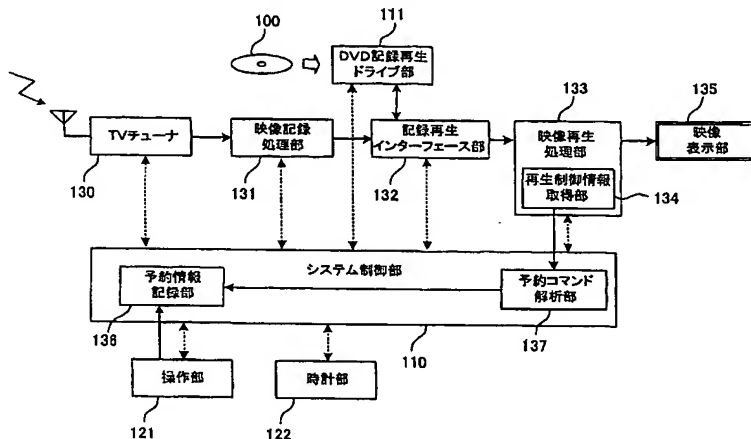 100
111
DVD記録再生
ドライブ部
133
135
TVチューナ
映像記録
処理部
記録再生
インターフェース部
映像再生
処理部
映像
表示部
130
131
132
再生制御情報
取得部
134
システム制御部
予約情報
記録部
予約コマンド
解析部
136
110
137
操作部
時計部
121
122